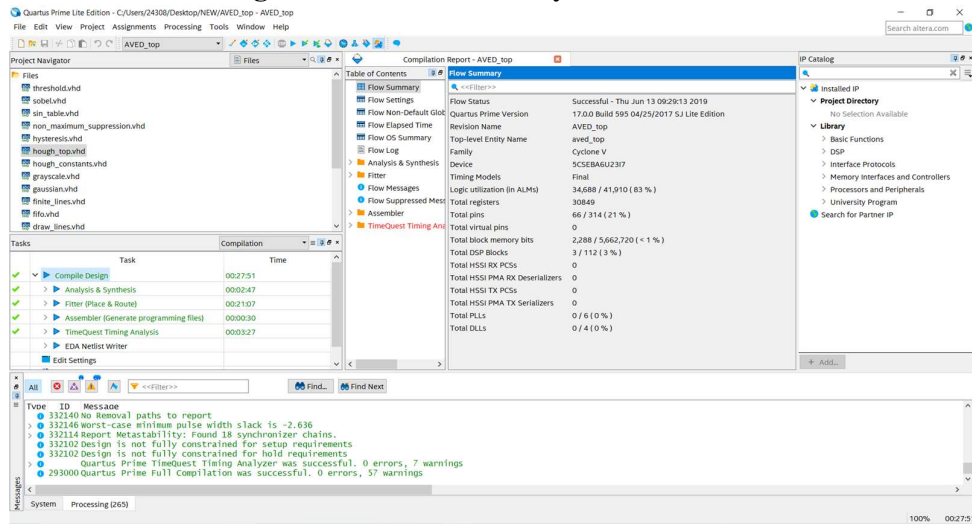 Quartus Prime Lite Edition - C:/Users/24308/Desktop/NEW/AVED_top - AVED_top
File Edit View Project Assignments Processing Tools Window Help
Search altera.com
AVED_top
Project Navigator
Files
Files
threshold.vhd
sobel.vhd
sin_table.vhd
non_maximum_suppression.vhd
hysteresis.vhd
hough_top.vhd
hough_constants.vhd
grayscale.vhd
gaussian.vhd
finite_lines.vhd
fifo.vhd
draw_lines.vhd
Tasks
Compilation
Task Time
Compile Design 00:27:51
Analysis & Synthesis 00:02:47
Fitter (Place & Route) 00:21:07
Assembler (Generate programming files) 00:00:30
TimeQuest Timing Analysis 00:03:27
EDA Netlist Writer
Edit Settings
Compilation Report - AVED_top
Table of Contents
Flow Summary
Flow Settings
Flow Non-Default Glob
Flow Elapsed Time
Flow OS Summary
Flow Log
Analysis & Synthesis
Fitter
Flow Messages
Flow Suppressed Mess
Assembler
TimeQuest Timing Ana
Flow Summary
<<Filter>>
Flow Status Successful - Thu Jun 13 09:29:13 2019
Quartus Prime Version 17.0.0 Build 595 04/25/2017 SJ Lite Edition
Revision Name AVED_top
Top-level Entity Name aved_top
Family Cyclone V
Device 5CSEBA6U23I7
Timing Models Final
Logic utilization (in ALMs) 34,688 / 41,910 ( 83 % )
Total registers 30849
Total pins 66 / 314 ( 21 % )
Total virtual pins 0
Total block memory bits 2,288 / 5,662,720 ( < 1 % )
Total DSP Blocks 3 / 112 ( 3 % )
Total HSSI RX PCSs 0
Total HSSI PMA RX Deserializers 0
Total HSSI TX PCSs 0
Total HSSI PMA TX Serializers 0
Total PLLs 0 / 6 ( 0 % )
Total DLLs 0 / 4 ( 0 % )
IP Catalog
Installed IP
Project Directory
No Selection Available
Library
Basic Functions
DSP
Interface Protocols
Memory Interfaces and Controllers
Processors and Peripherals
University Program
Search for Partner IP
+ Add...
All
<<Filter>>
Find... Find Next
Type ID Message
332140 No Removal paths to report
332146 Worst-case minimum pulse width slack is -2.636
332114 Report Metastability: Found 18 synchronizer chains.
332102 Design is not fully constrained for setup requirements
332102 Design is not fully constrained for hold requirements
Quartus Prime TimeQuest Timing Analyzer was successful. 0 errors, 7 warnings
293000 Quartus Prime Full Compilation was successful. 0 errors, 57 warnings
Messages
System Processing (265)
100% 00:27:5